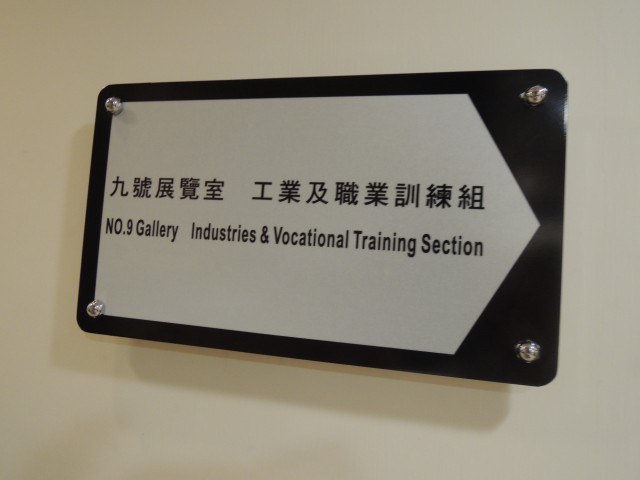 九號展覽室　工業及職業訓練組
NO.9 Gallery Industries & Vocational Training Section